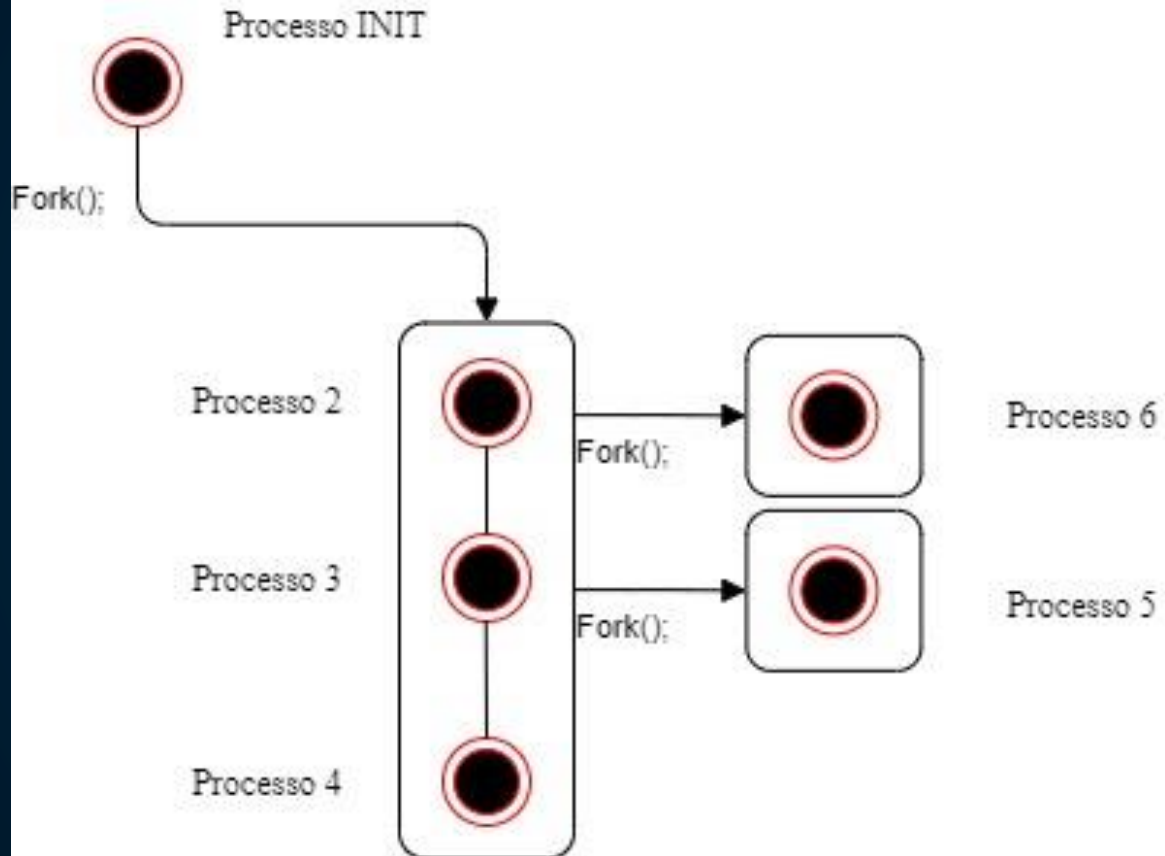 Processo INIT
Fork();
Processo 2
Fork();
Processo 6
Processo 3
Fork();
Processo 5
Processo 4